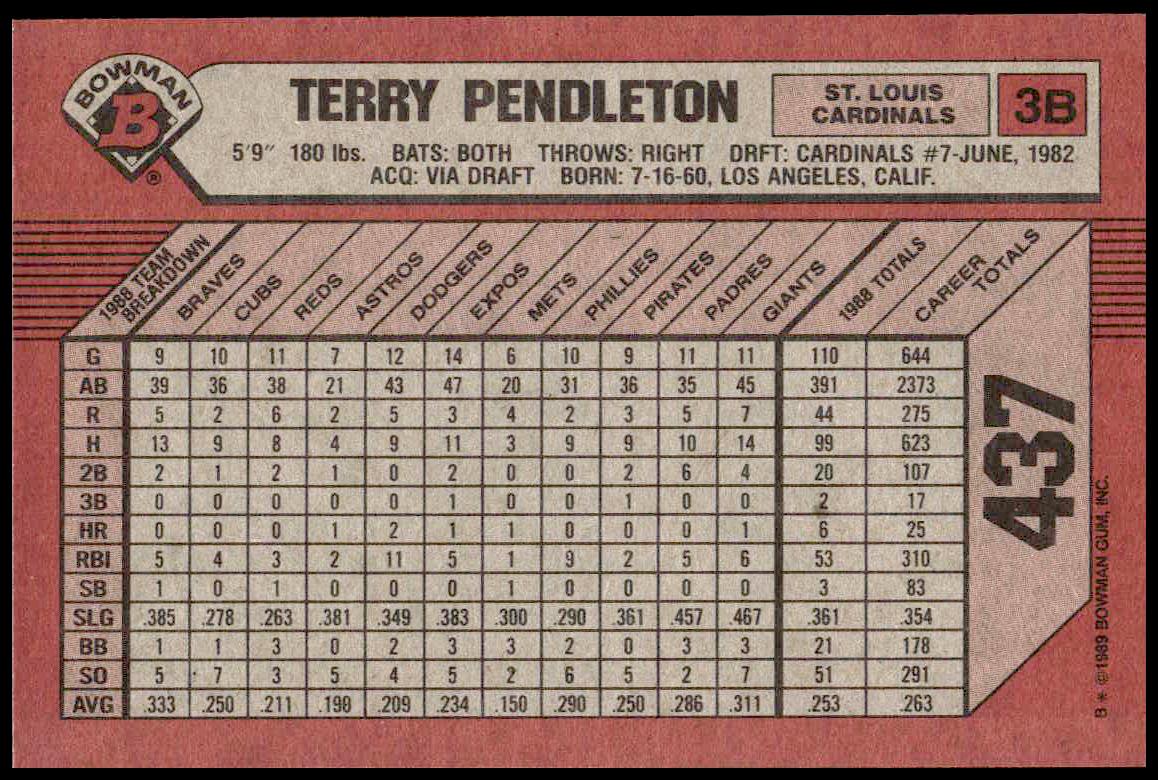 BOWMAN
B
®
TERRY PENDLETON
ST. LOUIS
CARDINALS
3B
5'9" 180 lbs. BATS: BOTH THROWS: RIGHT DRFT: CARDINALS #7-JUNE, 1982
ACQ: VIA DRAFT BORN: 7-16-60, LOS ANGELES, CALIF.
1988 TEAM BREAKDOWN BRAVES CUBS REDS ASTROS DODGERS EXPOS METS PHILLIES PIRATES PADRES GIANTS 1988 TOTALS CAREER TOTALS
G 9 10 11 7 12 14 6 10 9 11 11 110 644
AB 39 36 38 21 43 47 20 31 36 35 45 391 2373
R 5 2 6 2 5 3 4 2 3 5 7 44 275
H 13 9 8 4 9 11 3 9 9 10 14 99 623
2B 2 1 2 1 0 2 0 0 2 6 4 20 107
3B 0 0 0 0 0 1 0 0 1 0 0 2 17
HR 0 0 0 1 2 1 1 0 0 0 1 6 25
RBI 5 4 3 2 11 5 1 9 2 5 6 53 310
SB 1 0 1 0 0 0 1 0 0 0 0 3 83
SLG .385 .278 .263 .381 .349 .383 .300 .290 .361 .457 .467 .361 .354
BB 1 1 3 0 2 3 3 2 0 3 3 21 178
SO 5 7 3 5 4 5 2 6 5 2 7 51 291
AVG .333 .250 .211 .190 .209 .234 .150 .290 .250 .286 .311 .253 .263
437
B * ©1989 BOWMAN GUM, INC.